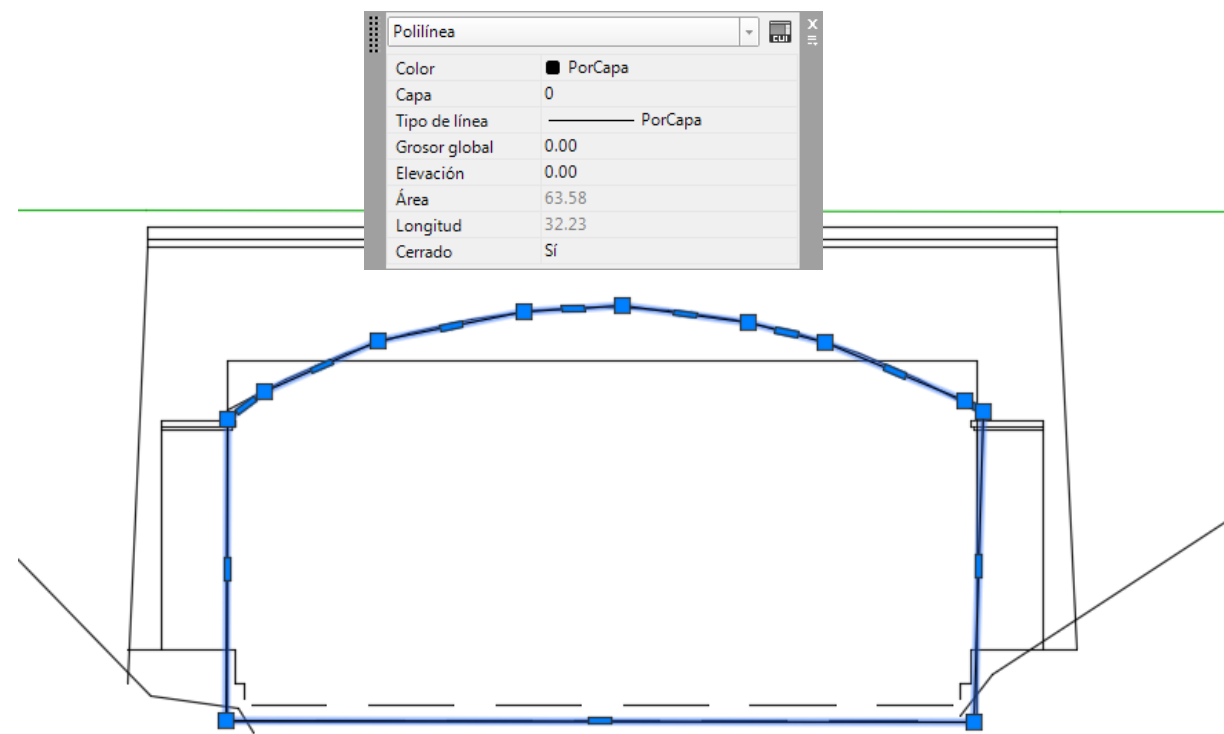 Polilínea
CUI
Color PorCapa
Capa 0
Tipo de línea PorCapa
Grosor global 0.00
Elevación 0.00
Área 63.58
Longitud 32.23
Cerrado Sí